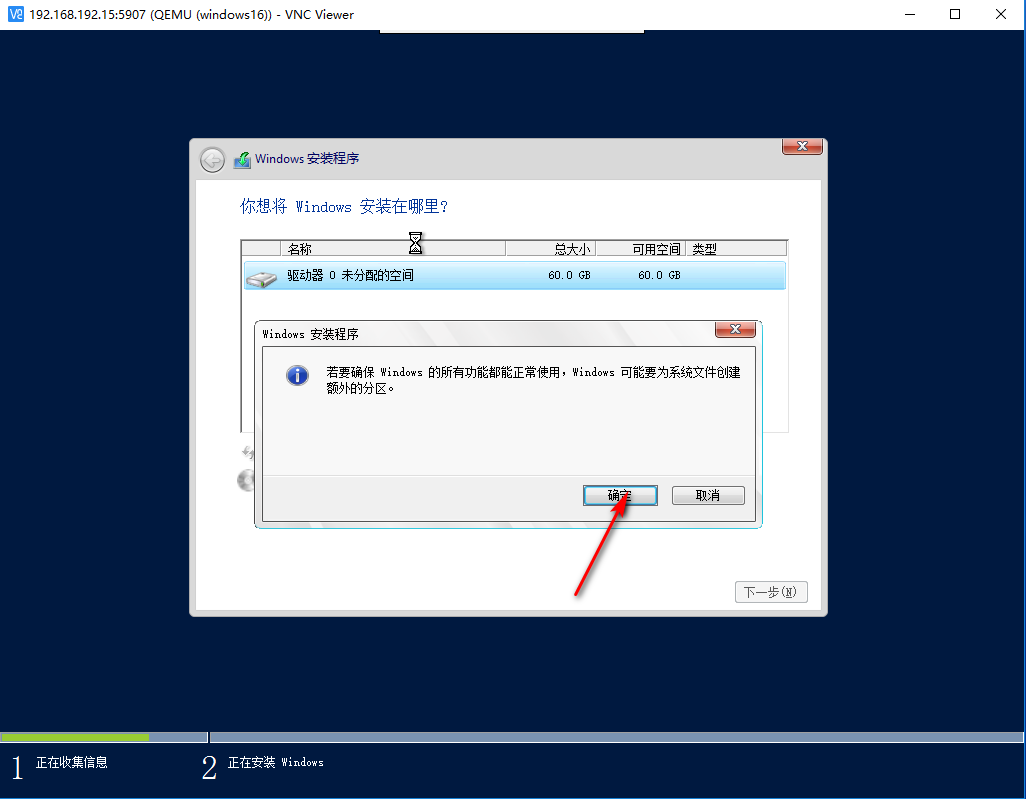 192.168.192.15:5907 (QEMU (windows16)) - VNC Viewer
Windows 安装程序
你想将 Windows 安装在哪里?
名称 总大小 可用空间 类型
驱动器 0 未分配的空间 60.0 GB 60.0 GB
Windows 安装程序
若要确保 Windows 的所有功能都能正常使用，Windows 可能要为系统文件创建
额外的分区。
确定 取消
下一步(N)
1 正在收集信息 2 正在安装 Windows